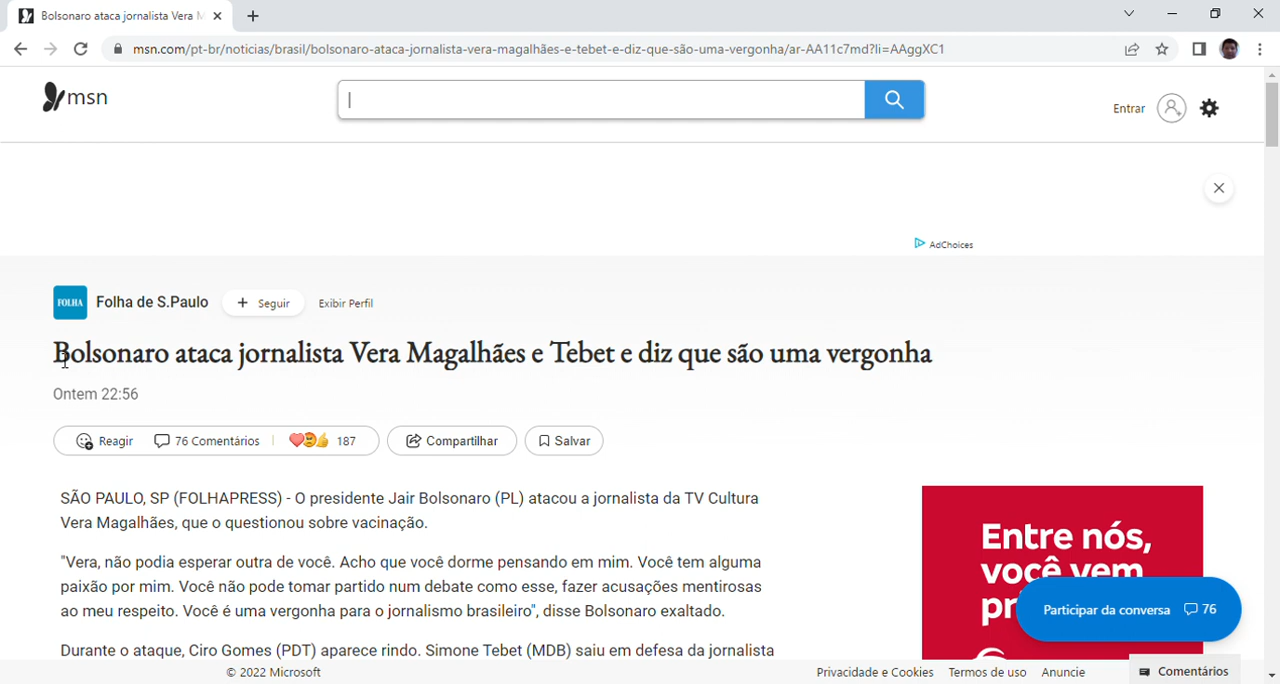 Bolsonaro ataca jornalista Vera M
msn.com/pt-br/noticias/brasil/bolsonaro-ataca-jornalista-vera-magalhães-e-tebet-e-diz-que-são-uma-vergonha/ar-AA11c7md?li=AAggXC1
msn
Entrar
AdChoices
FOLHA
Folha de S.Paulo
+ Seguir
Exibir Perfil
Bolsonaro ataca jornalista Vera Magalhães e Tebet e diz que são uma vergonha
Ontem 22:56
Reagir
76 Comentários
187
Compartilhar
Salvar
SÃO PAULO, SP (FOLHAPRESS) - O presidente Jair Bolsonaro (PL) atacou a jornalista da TV Cultura
Vera Magalhães, que o questionou sobre vacinação.
"Vera, não podia esperar outra de você. Acho que você dorme pensando em mim. Você tem alguma
paixão por mim. Você não pode tomar partido num debate como esse, fazer acusações mentirosas
ao meu respeito. Você é uma vergonha para o jornalismo brasileiro", disse Bolsonaro exaltado.
Durante o ataque, Ciro Gomes (PDT) aparece rindo. Simone Tebet (MDB) saiu em defesa da jornalista
Entre nós,
você vem
Participar da conversa 76
© 2022 Microsoft
Privacidade e Cookies
Termos de uso
Anuncie
Comentários